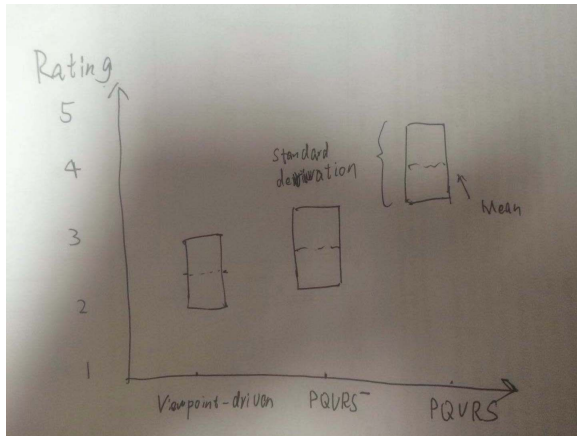 Rating
5
4
3
2
1
Standard
deviation
Mean
Viewpoint-driven
PQVRS-
PQVRS